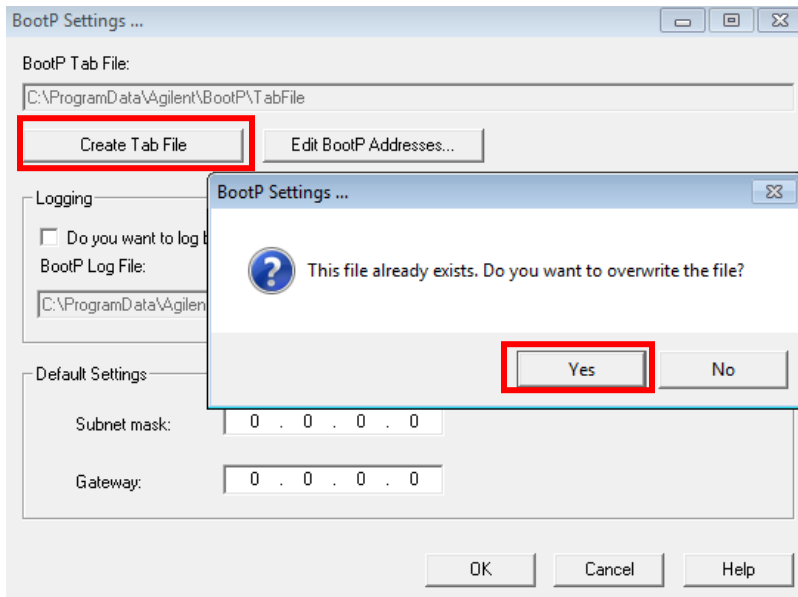 BootP Settings ...
BootP Tab File:
C:\ProgramData\Agilent\BootP\TabFile
Create Tab File
Edit BootP Addresses...
Logging
Do you want to log
BootP Log File:
C:\ProgramData\Agilen
BootP Settings ...
This file already exists. Do you want to overwrite the file?
Yes
No
Default Settings
Subnet mask:
0 . 0 . 0 . 0
Gateway:
0 . 0 . 0 . 0
OK
Cancel
Help